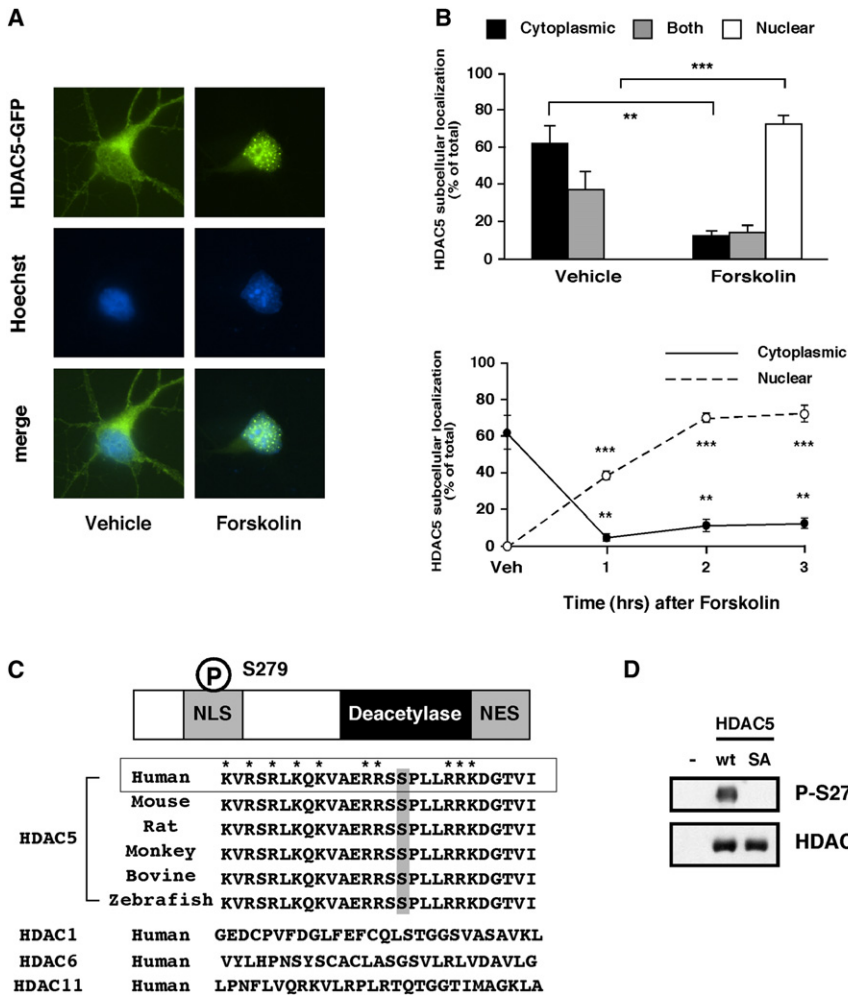 A
HDAC5-GFP
Hoechst
merge
Vehicle Forskolin
B
Cytoplasmic Both Nuclear
HDAC5 subcellular localization
(% of total)
100
80
60
40
20
0
***
**
Vehicle Forskolin
HDAC5 subcellular localization
(% of total)
100
80
60
40
20
0
Cytoplasmic
Nuclear
*** *** ***
** ** **
Veh 1 2 3
Time (hrs) after Forskolin
C
P S279
NLS Deacetylase NES
* * * * * * * * * *
HDAC5
Human KVRSRLKQKVAERRSSPLLRRKDGTVI
Mouse KVRSRLKQKVAERRSSPLLRRKDGTVI
Rat KVRSRLKQKVAERRSSPLLRRKDGTVI
Monkey KVRSRLKQKVAERRSSPLLRRKDGTVI
Bovine KVRSRLKQKVAERRSSPLLRRKDGTVI
Zebrafish KVRSRLKQKVAERRSSPLLRRKDGTVI
HDAC1 Human GEDCPVFDGLFEFCQLSTGGSVASAVKL
HDAC6 Human VYLHPNSYSCACLASGSVLRLVDAVLG
HDAC11 Human LPNFLVQRKVLRPLRTQTGGTIMAGKLA
D
HDAC5
- wt SA
P-S27
HDAC